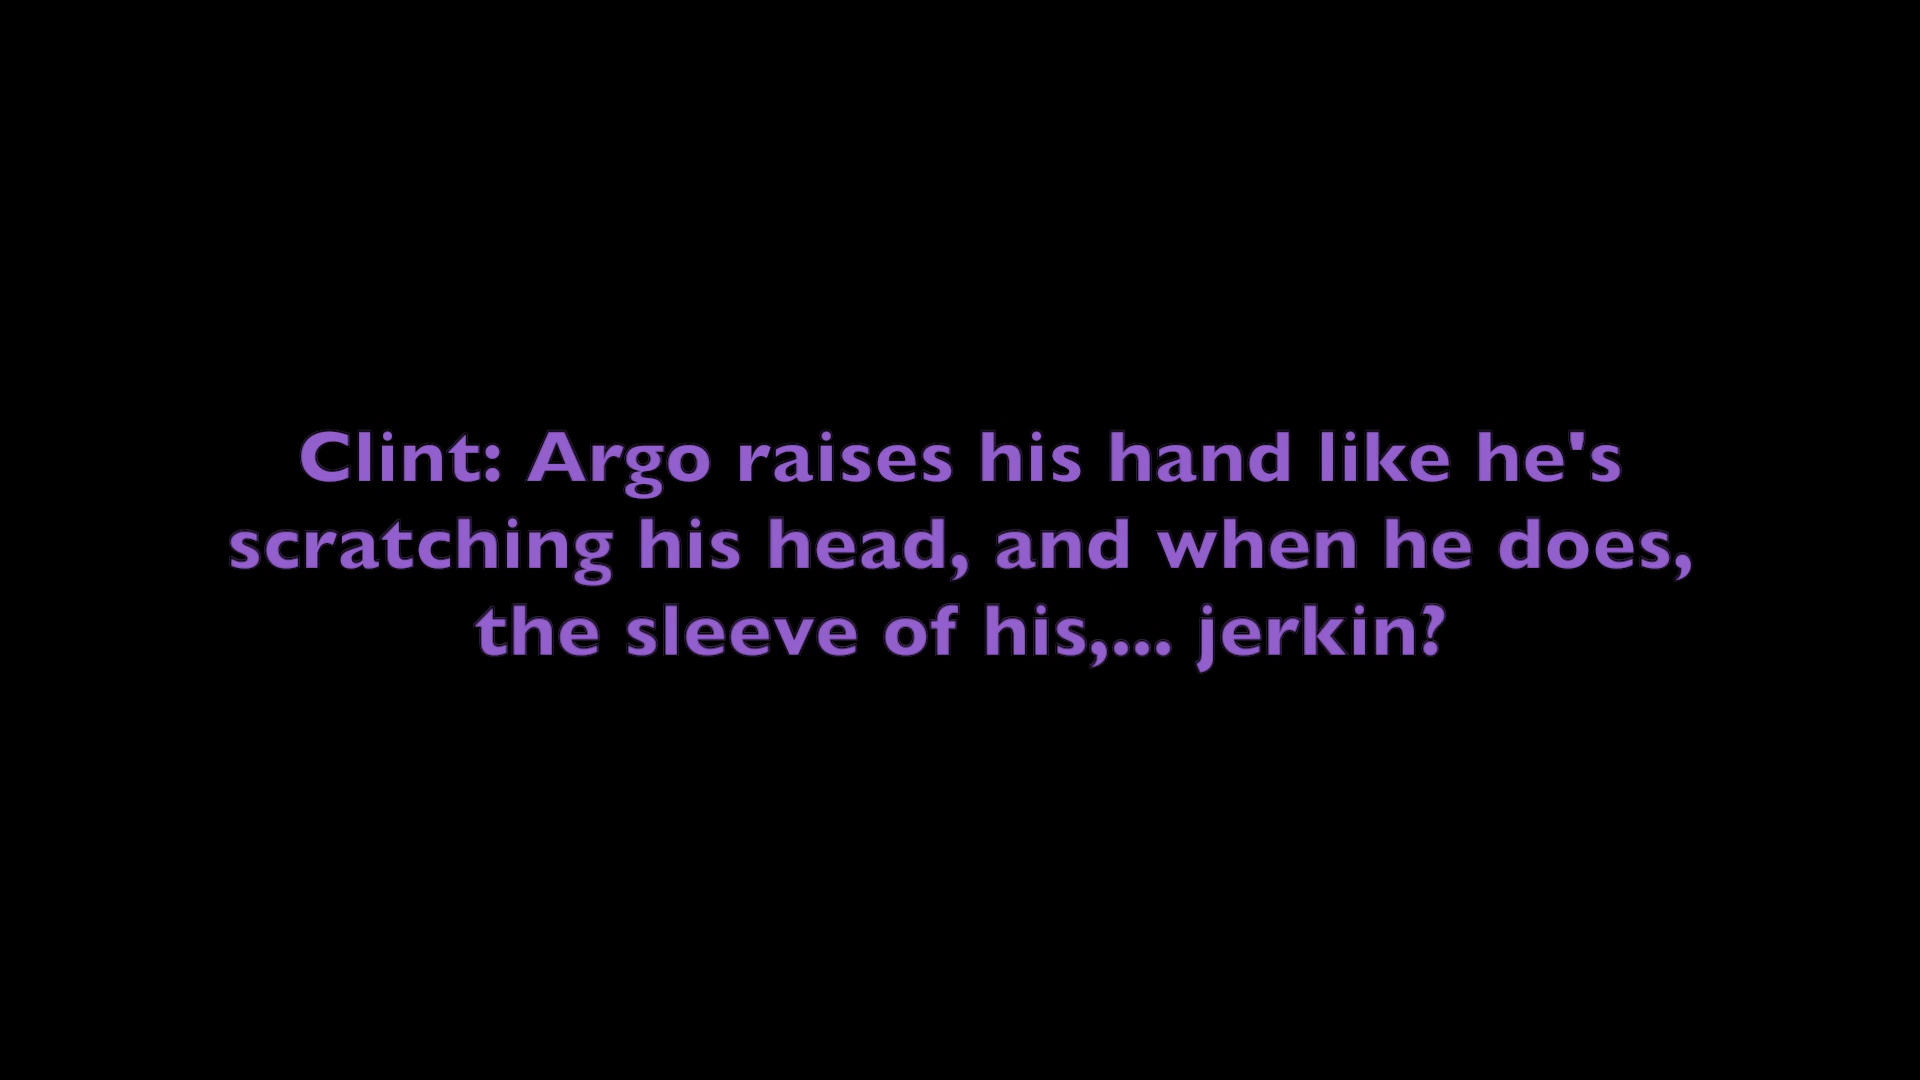 Clint: Argo raises his hand like he's
scratching his head, and when he does,
the sleeve of his,... jerkin?